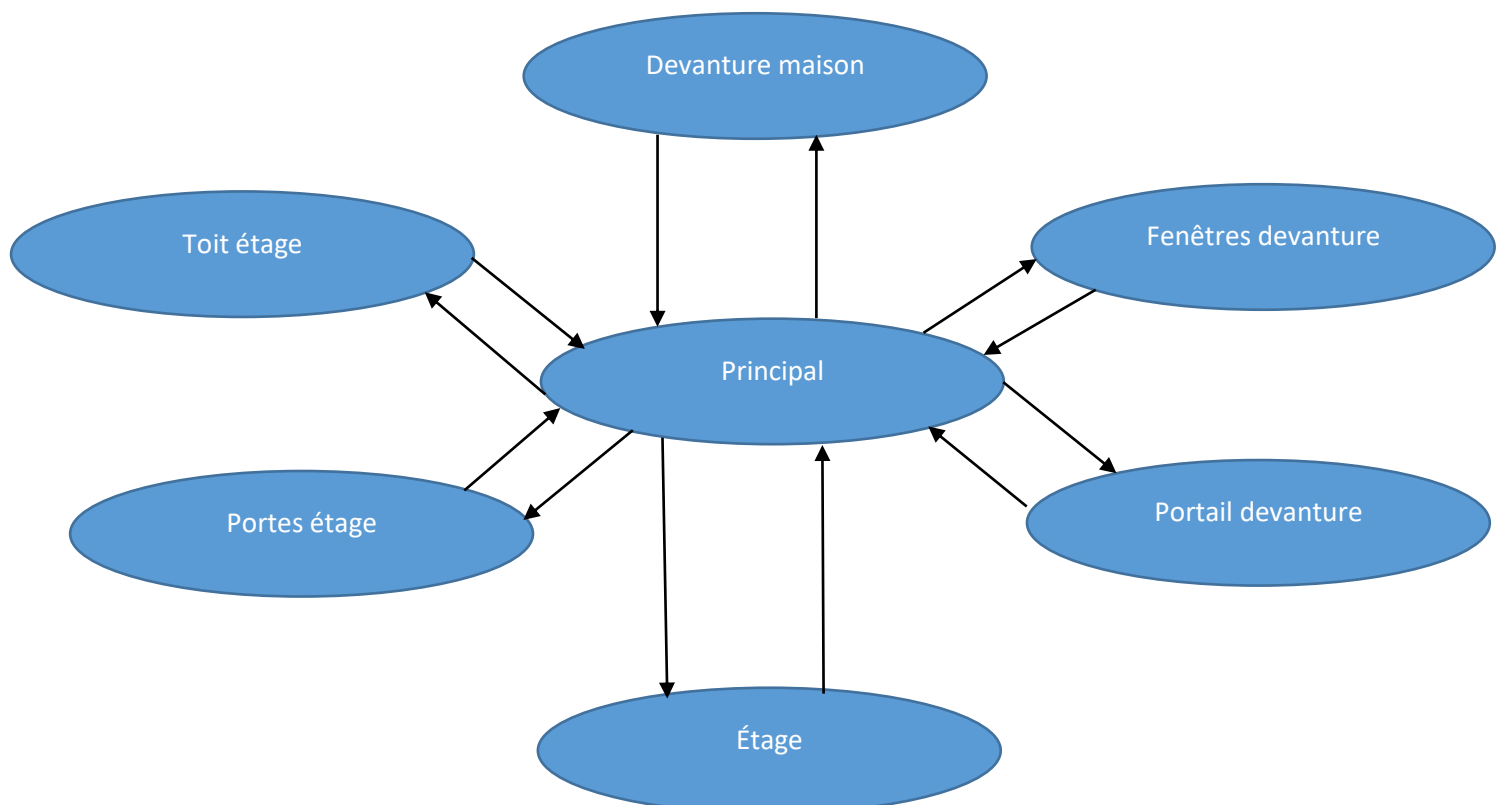 Devanture maison
Toit étage
Fenêtres devanture
Principal
Portes étage
Portail devanture
Étage